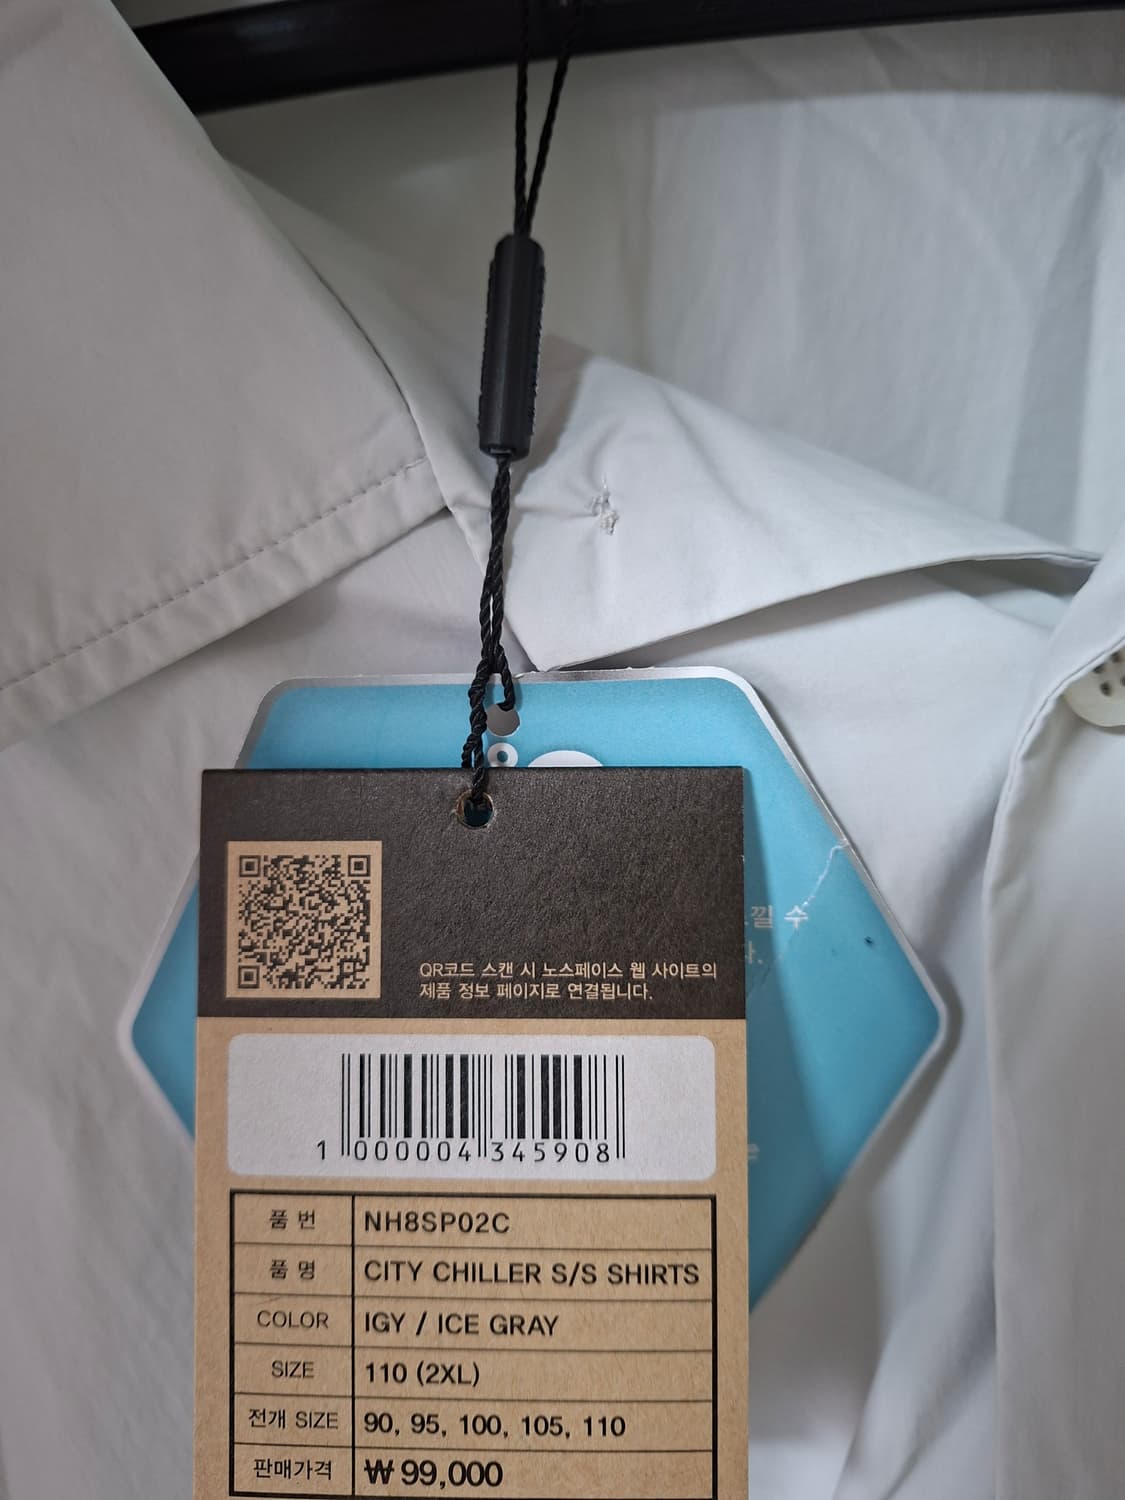 낄 수
다.
QR코드 스캔 시 노스페이스 웹 사이트의
제품 정보 페이지로 연결됩니다.
1 000004 345908
품 번 NH8SP02C
품 명 CITY CHILLER S/S SHIRTS
COLOR IGY / ICE GRAY
SIZE 110 (2XL)
전개 SIZE 90, 95, 100, 105, 110
판매가격 ₩ 99,000